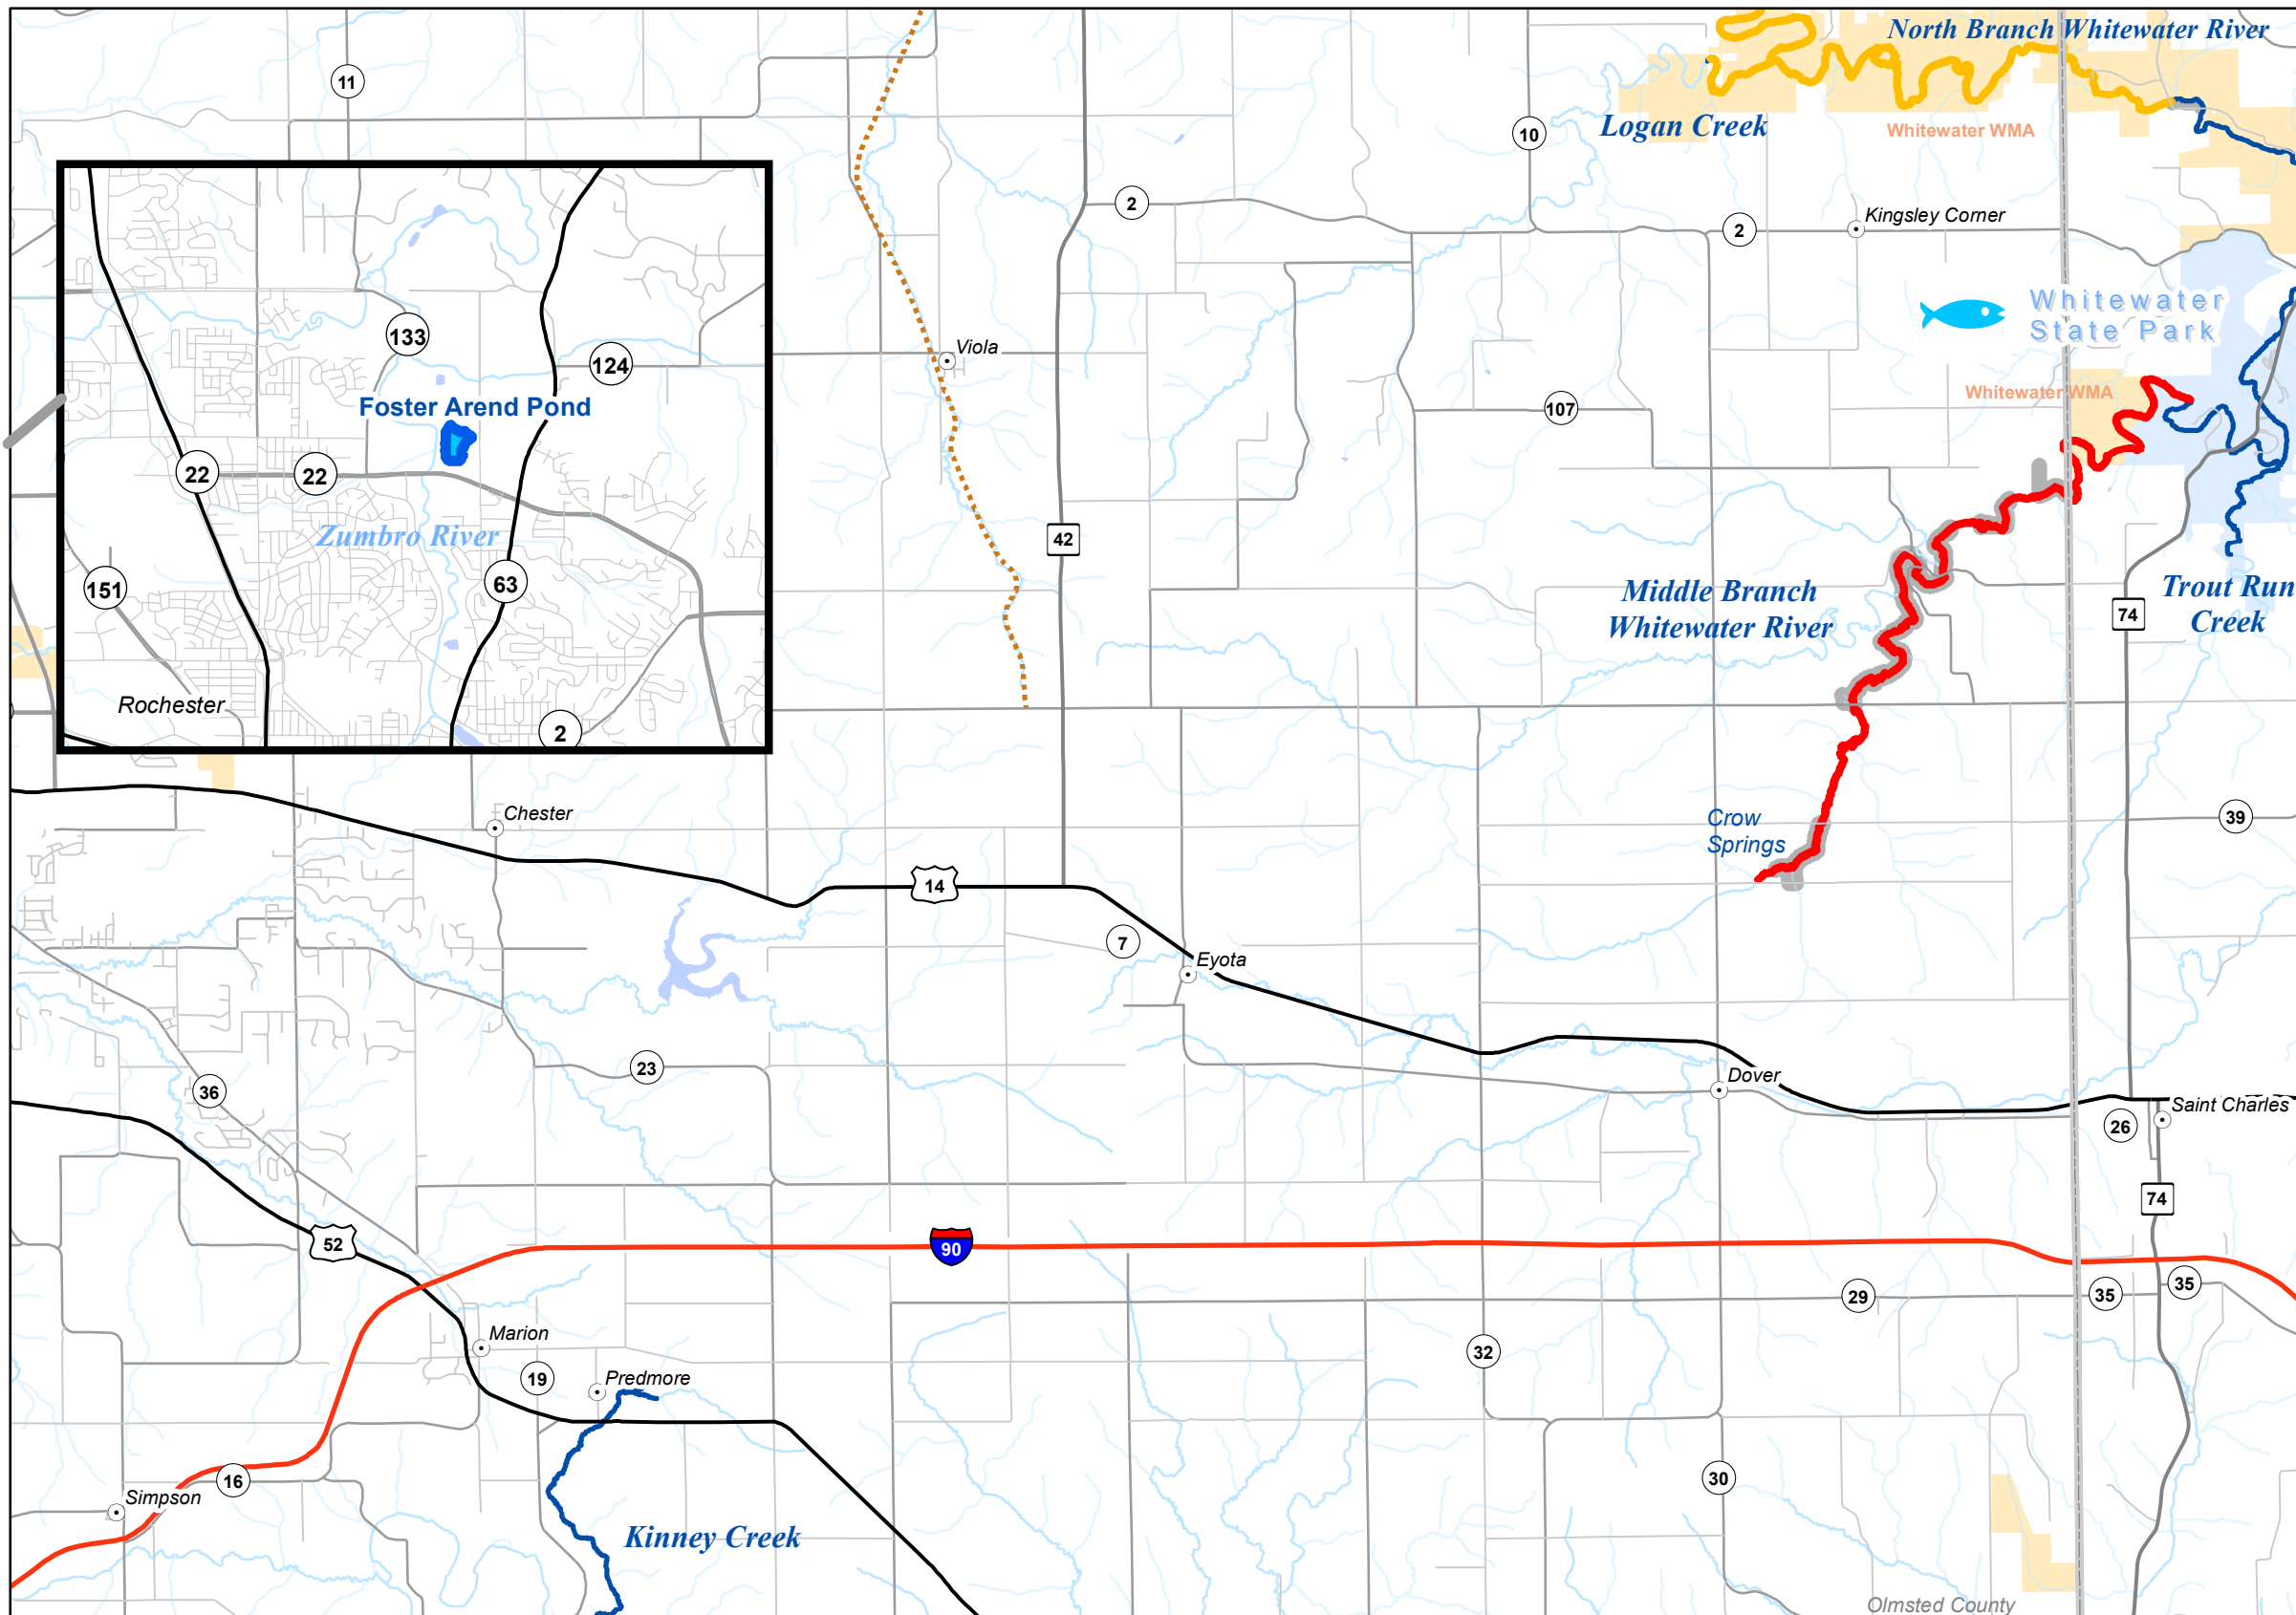 North Branch Whitewater River
11
Logan Creek
10
Whitewater WMA
2
2
Kingsley Corner
Whitewater
State Park
133
Viola
124
Whitewater WMA
Foster Arend Pond
107
22
22
Zumbro River
42
63
151
Middle Branch
Whitewater River
74
Trout Run
Creek
Rochester
2
Chester
Crow
Springs
39
14
7
Eyota
23
36
Dover
Saint Charles
26
74
52
90
35
35
29
Marion
32
19
Predmore
16
30
Simpson
Kinney Creek
Olmsted County